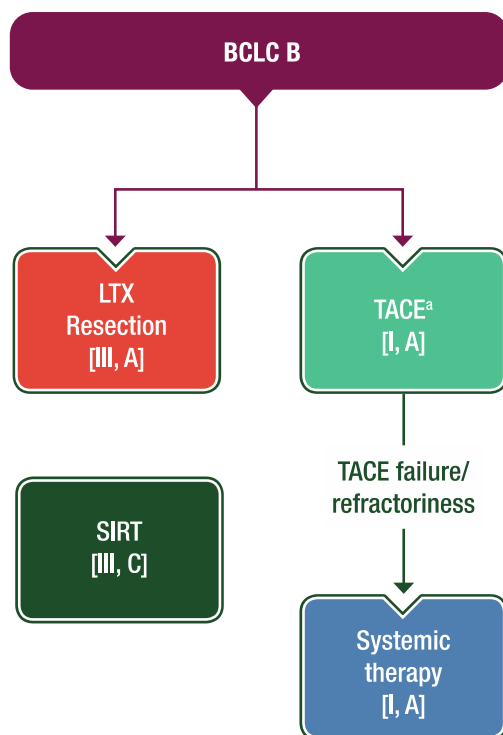 BCLC B
LTX
Resection
[III, A]
TACEa
[I, A]
TACE failure/
refractoriness
SIRT
[III, C]
Systemic
therapy
[I, A]